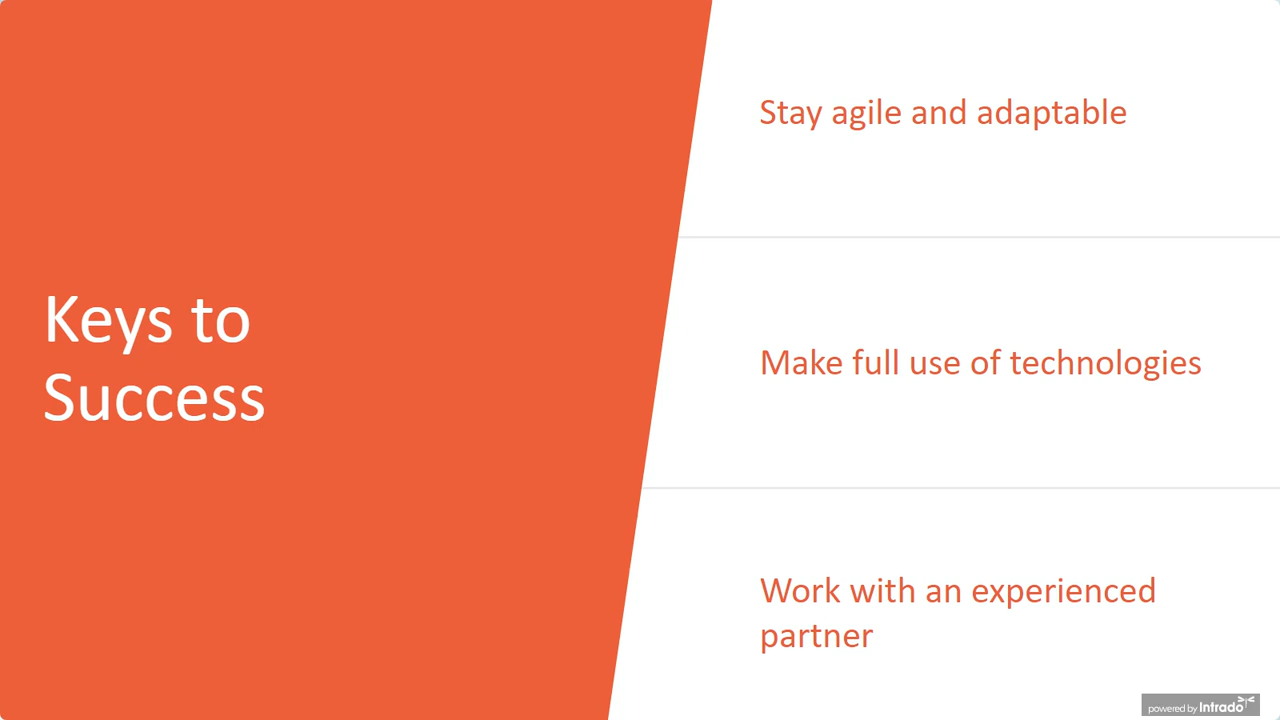 Keys to
Success
Stay agile and adaptable
Make full use of technologies
Work with an experienced
partner
powered by Intrado